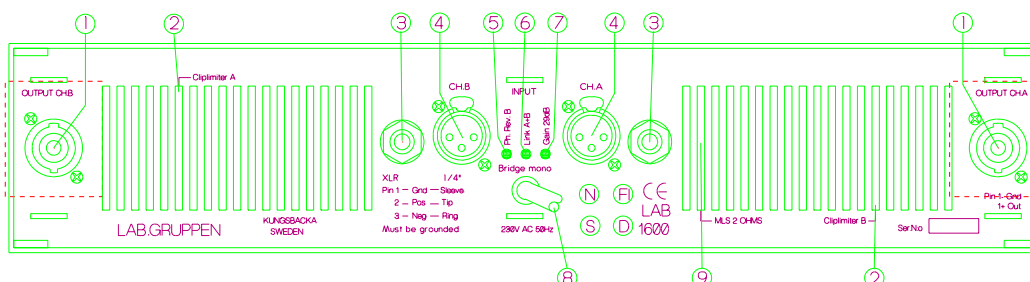 1 2 3 4 5 6 7 4 3 1
Cliplimiter A
OUTPUT CH.B
CH.B
INPUT
CH.A
OUTPUT CH.A
Ph. Rev. B
Link A+B
Gain 29dB
Bridge mono
XLR 1/4"
Pin 1 – Gnd – Sleeve
2 – Pos – Tip
3 – Neg – Ring
Must be grounded
230V AC 50Hz
N FI
S D
CE
LAB
1600
LAB.GRUPPEN
KUNGSBACKA
SWEDEN
MLS 2 OHMS
Cliplimiter B
Pin 1- Gnd
1+ Out
Ser.No
8 9 2